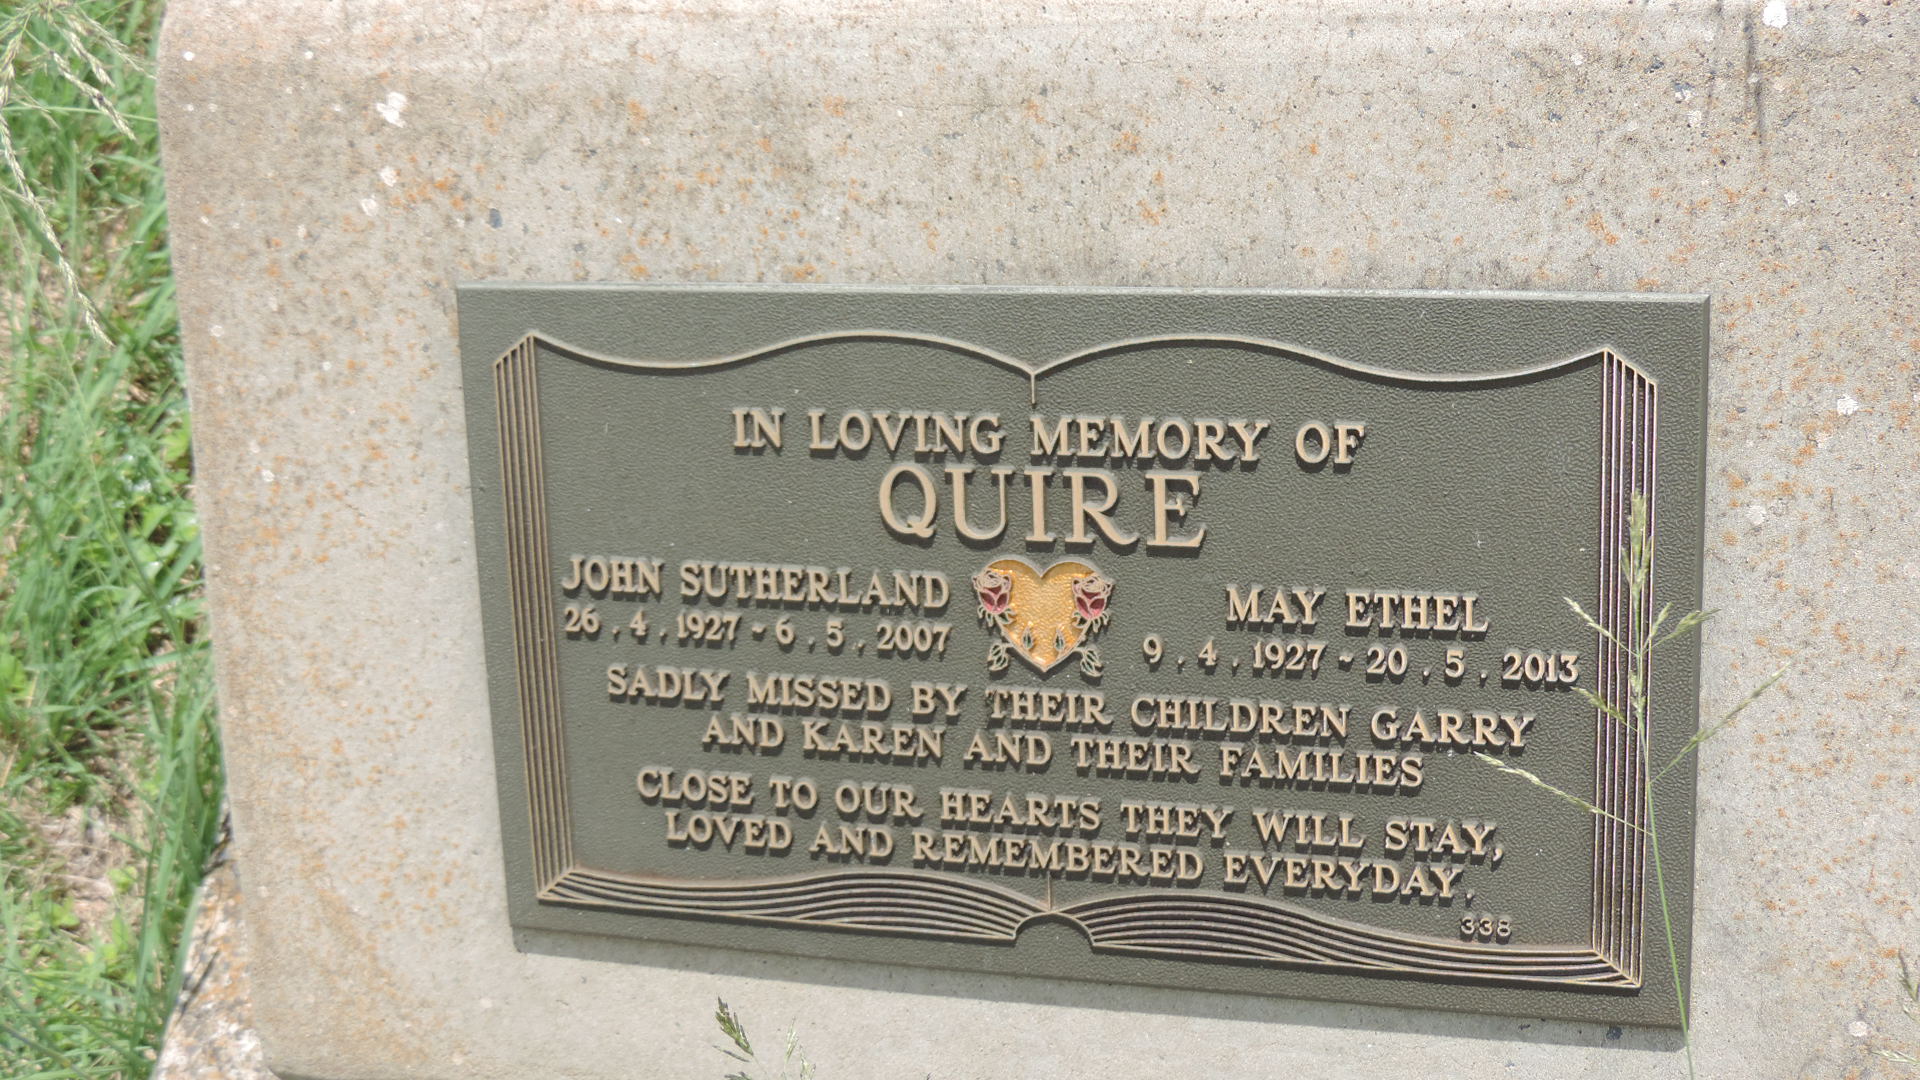 IN LOVING MEMORY OF
QUIRE
JOHN SUTHERLAND
26 . 4 . 1927 ~ 6 . 5 . 2007
MAY ETHEL
9 . 4 . 1927 ~ 20 . 5 . 2013
SADLY MISSED BY THEIR CHILDREN GARRY
AND KAREN AND THEIR FAMILIES
CLOSE TO OUR HEARTS THEY WILL STAY,
LOVED AND REMEMBERED EVERYDAY.
338